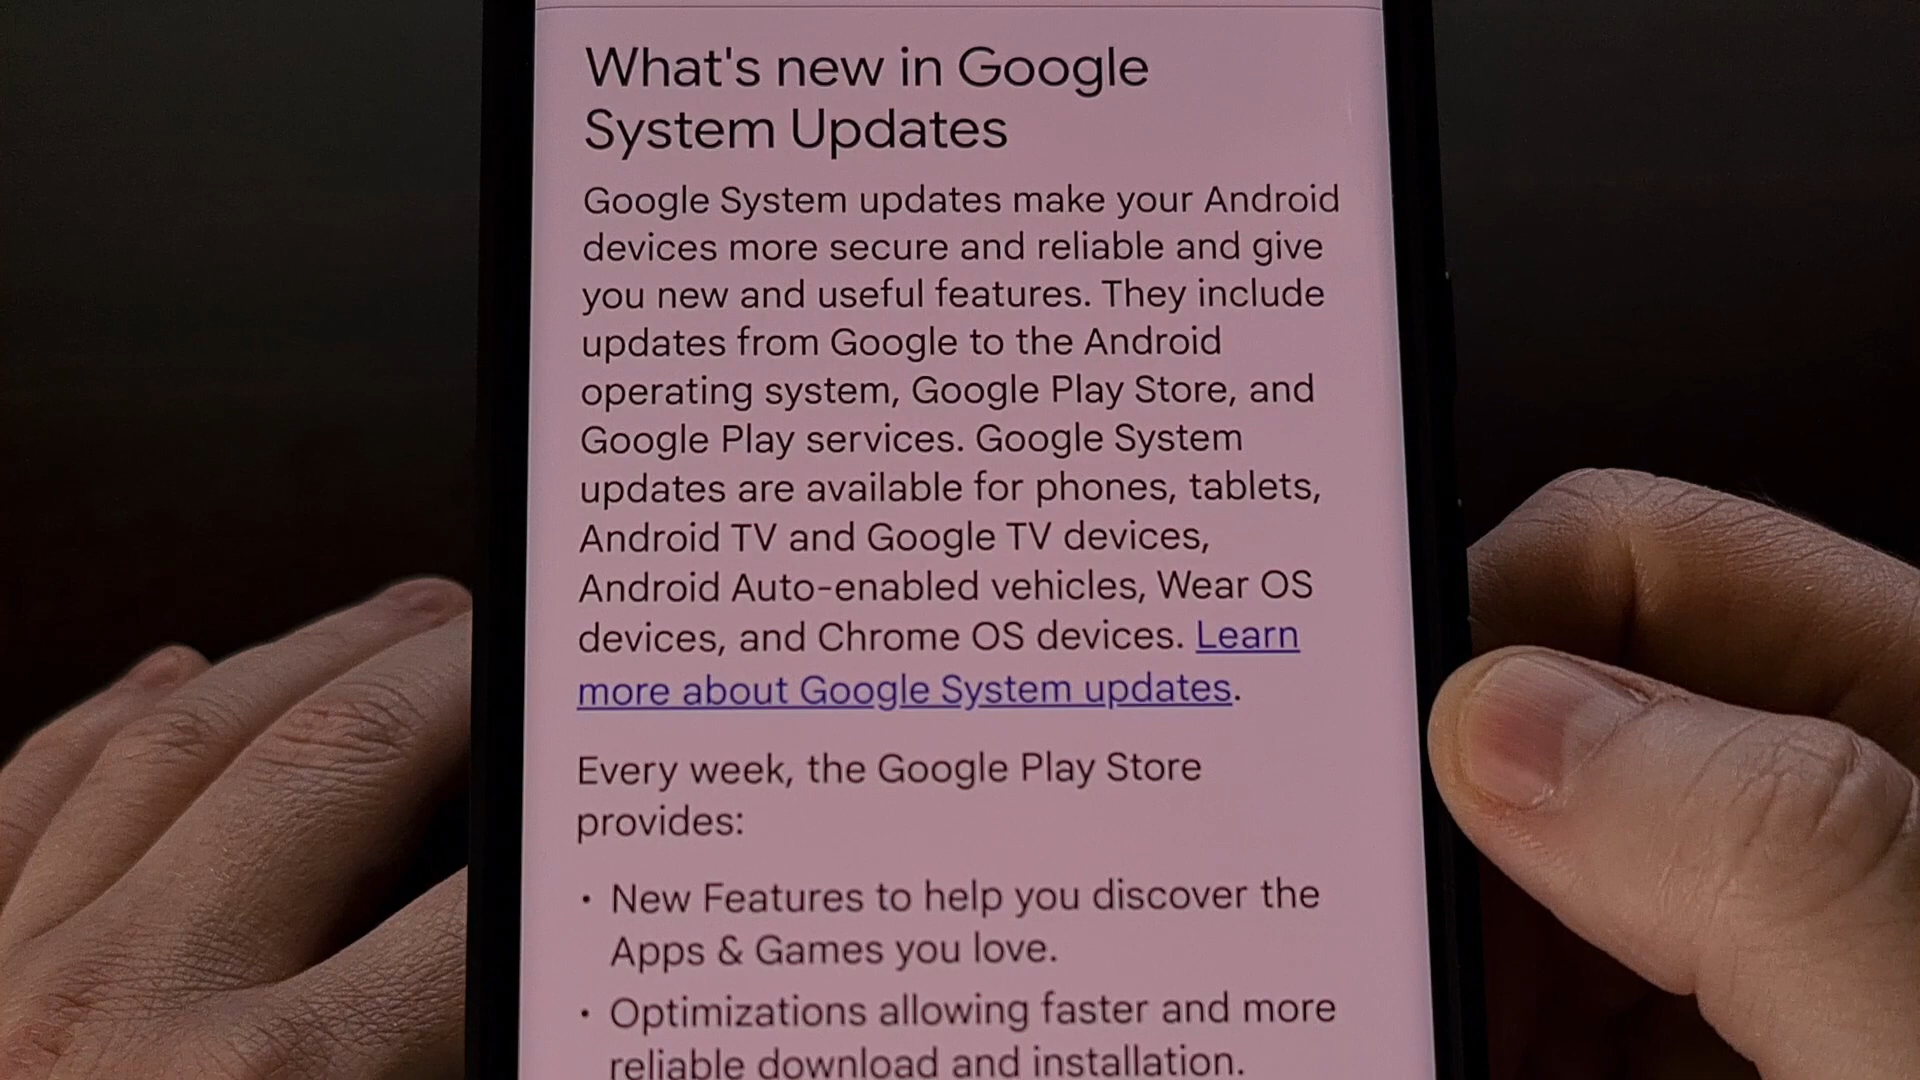 What's new in Google
System Updates
Google System updates make your Android
devices more secure and reliable and give
you new and useful features. They include
updates from Google to the Android
operating system, Google Play Store, and
Google Play services. Google System
updates are available for phones, tablets,
Android TV and Google TV devices,
Android Auto-enabled vehicles, Wear OS
devices, and Chrome OS devices. Learn
more about Google System updates.
Every week, the Google Play Store
provides:
• New Features to help you discover the
Apps & Games you love.
• Optimizations allowing faster and more
reliable download and installation.